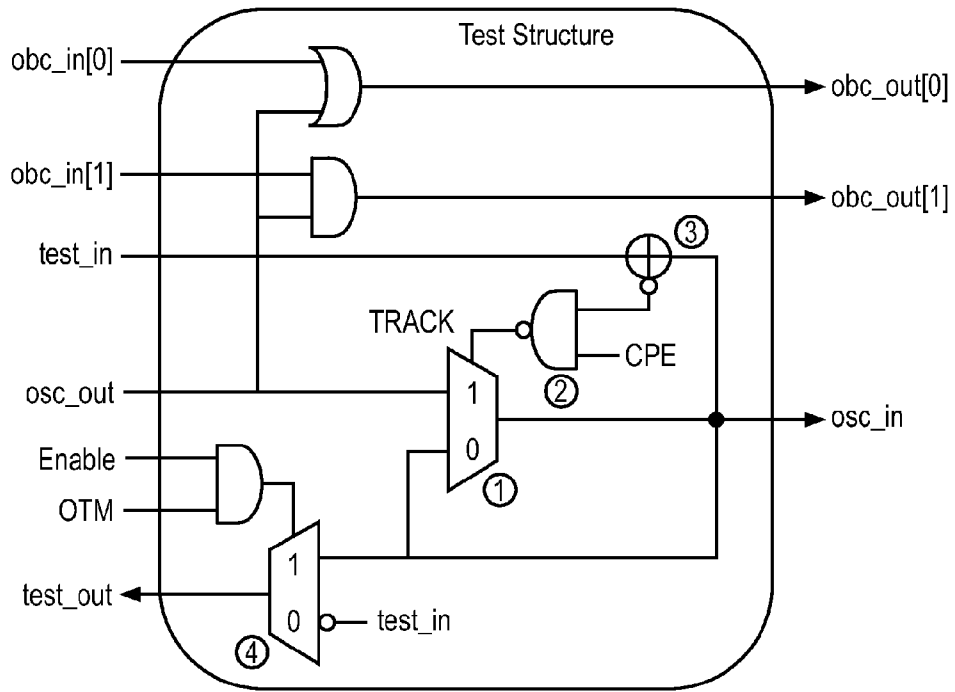 Test Structure
obc_in[0]
obc_out[0]
obc_in[1]
obc_out[1]
test_in
③
TRACK
CPE
②
osc_out
1
osc_in
0
①
Enable
OTM
1
test_out
0
test_in
④